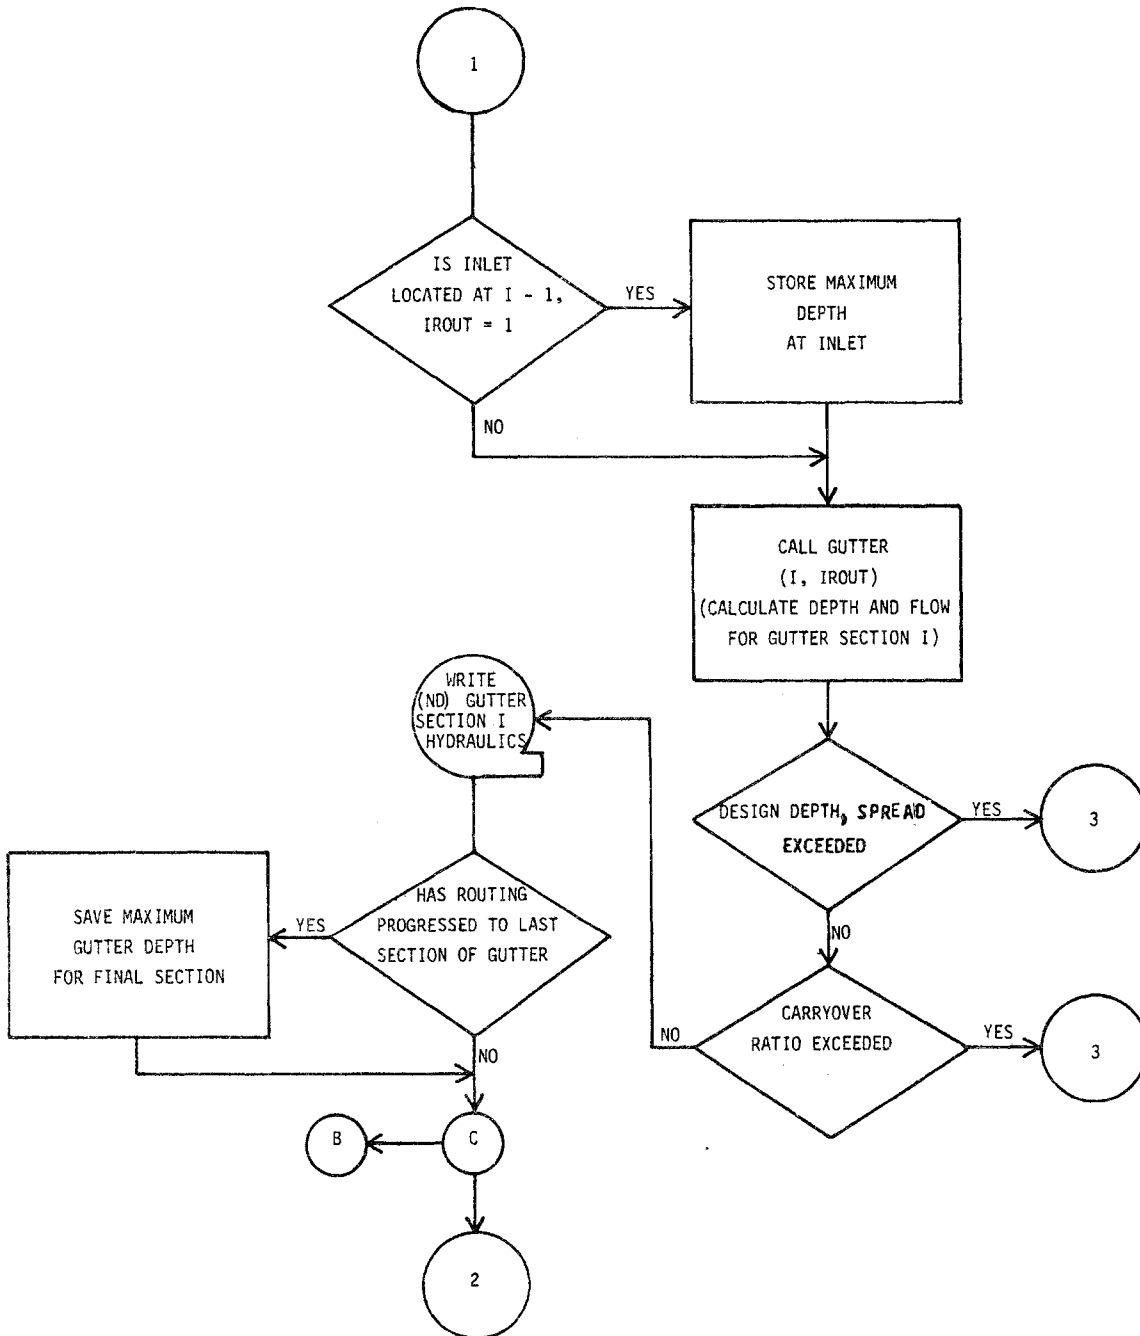 1
IS INLET
LOCATED AT I - 1,
IROUT = 1
YES
STORE MAXIMUM
DEPTH
AT INLET
NO
CALL GUTTER
(I, IROUT)
(CALCULATE DEPTH AND FLOW
FOR GUTTER SECTION I)
WRITE
(ND) GUTTER
SECTION I
HYDRAULICS
DESIGN DEPTH, SPREAD
EXCEEDED
YES
3
NO
CARRYOVER
RATIO EXCEEDED
YES
3
NO
HAS ROUTING
PROGRESSED TO LAST
SECTION OF GUTTER
YES
SAVE MAXIMUM
GUTTER DEPTH
FOR FINAL SECTION
NO
B
C
2